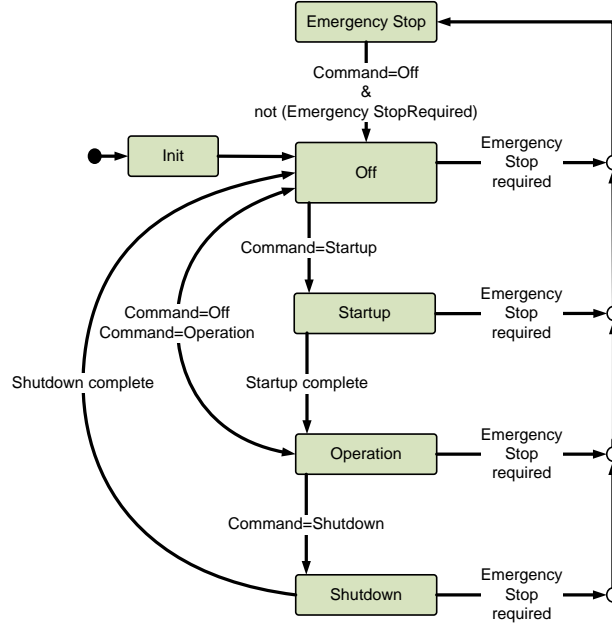 Emergency Stop
Command=Off
&
not (Emergency StopRequired)
Init
Off
Emergency
Stop
required
Command=Startup
Command=Off
Command=Operation
Startup
Emergency
Stop
required
Shutdown complete
Startup complete
Operation
Emergency
Stop
required
Command=Shutdown
Shutdown
Emergency
Stop
required